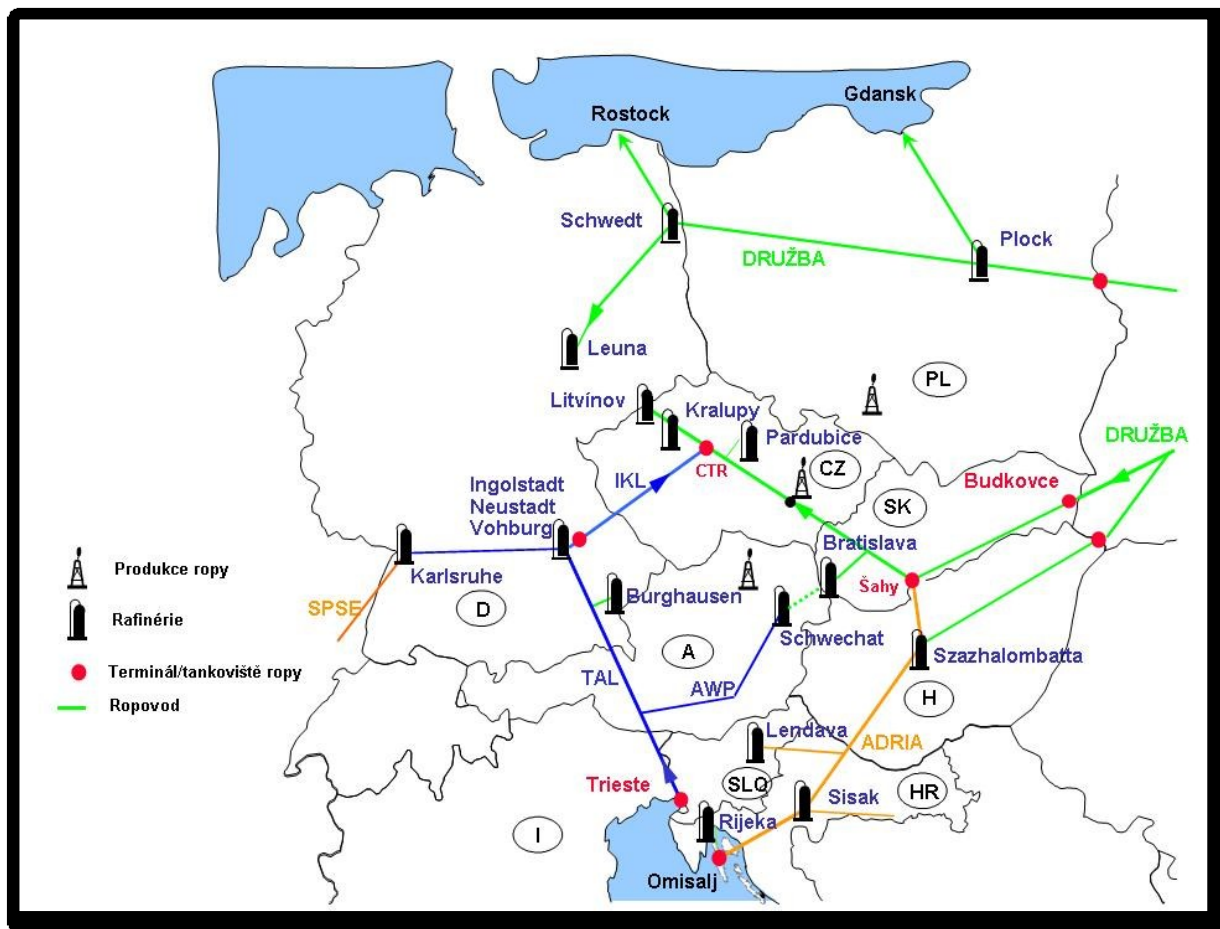 Gdansk
Rostock
Schwedt
Plock
DRUŽBA
Leuna
PL
Litvínov
Kralupy
Pardubice
DRUŽBA
CTR
CZ
IKL
Budkovce
SK
Ingolstadt
Neustadt
Vohburg
Bratislava
Karlsruhe
Produkce ropy
Šahy
SPSE
D
Burghausen
Rafinérie
Schwechat
A
Szazhalombatta
Terminál/tankoviště ropy
TAL
AWP
H
Ropovod
Lendava
ADRIA
Trieste
SLO
HR
Sisak
Rijeka
I
Omisalj